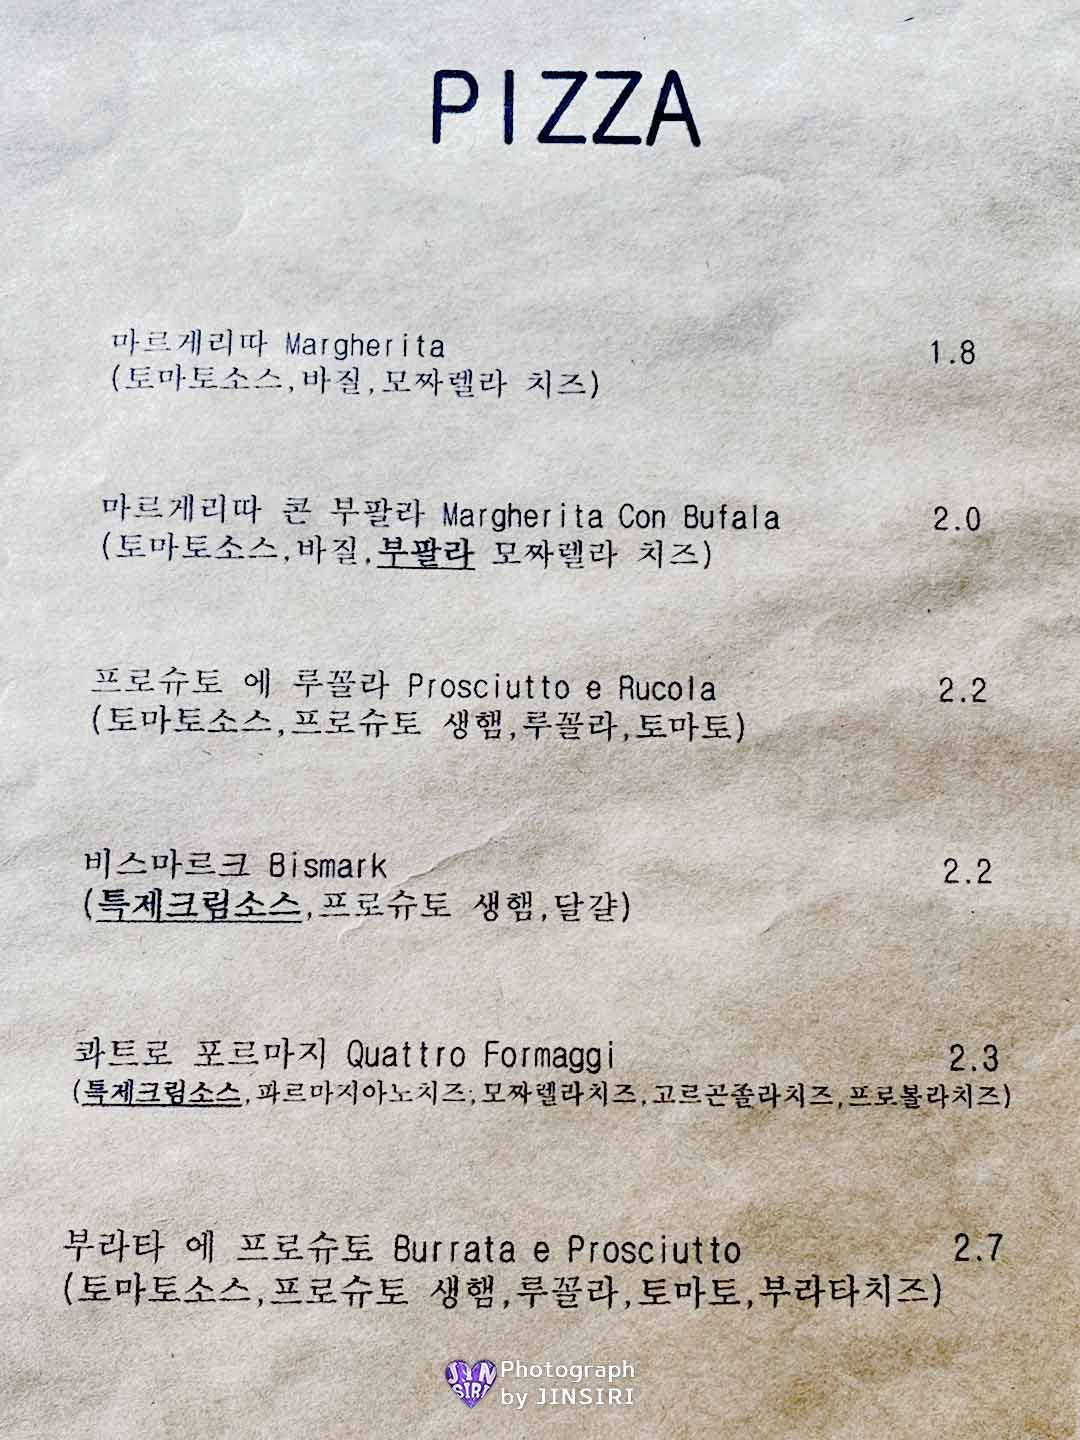 PIZZA
마르게리따 Margherita 1.8
(토마토소스,바질,모짜렐라 치즈)
마르게리따 콘 부팔라 Margherita Con Bufala 2.0
(토마토소스,바질,부팔라 모짜렐라 치즈)
프로슈토 에 루꼴라 Prosciutto e Rucola 2.2
(토마토소스,프로슈토 생햄,루꼴라,토마토)
비스마르크 Bismark 2.2
(특제크림소스,프로슈토 생햄,달걀)
콰트로 포르마지 Quattro Formaggi 2.3
(특제크림소스,파르마지아노치즈;모짜렐라치즈,고르곤졸라치즈,프로볼라치즈)
부라타 에 프로슈토 Burrata e Prosciutto 2.7
(토마토소스,프로슈토 생햄,루꼴라,토마토,부라타치즈)
JIN SIRI Photograph
by JINSIRI